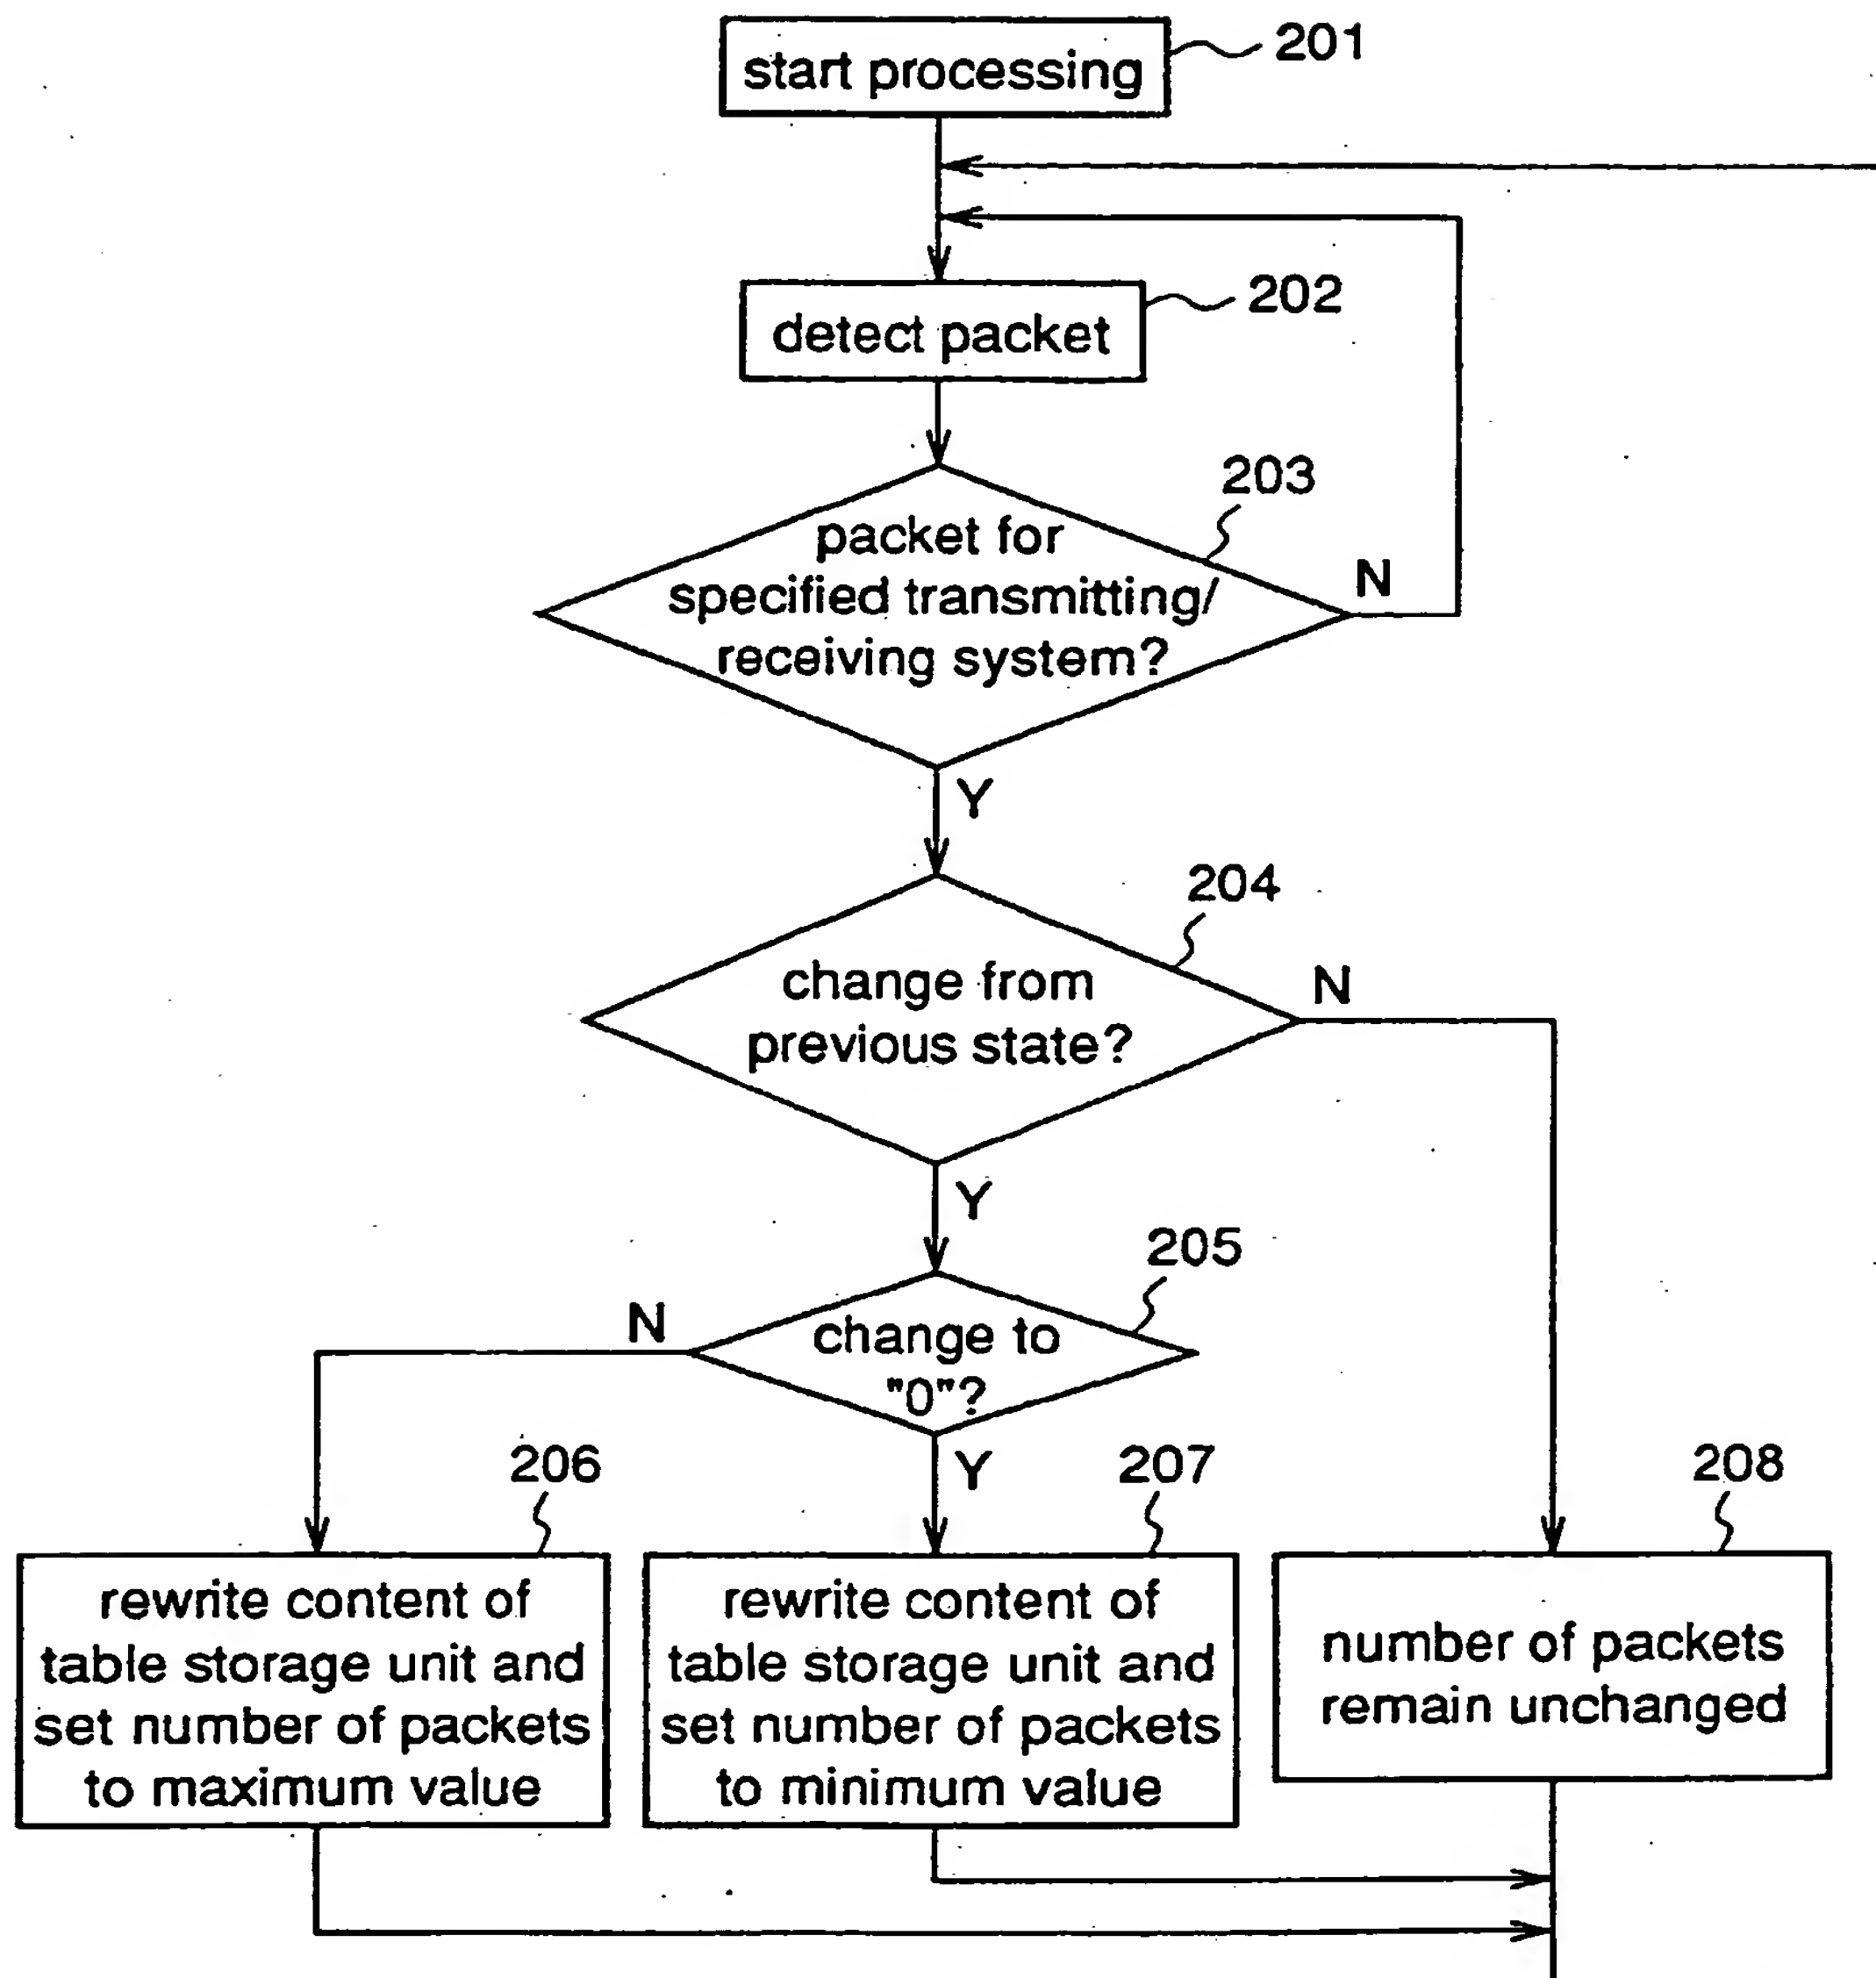 start processing
201
detect packet
202
203
packet for
specified transmitting/
receiving system?
N
Y
204
change from
previous state?
N
Y
205
change to
"0"?
N
Y
206
rewrite content of
table storage unit and
set number of packets
to maximum value
207
rewrite content of
table storage unit and
set number of packets
to minimum value
208
number of packets
remain unchanged